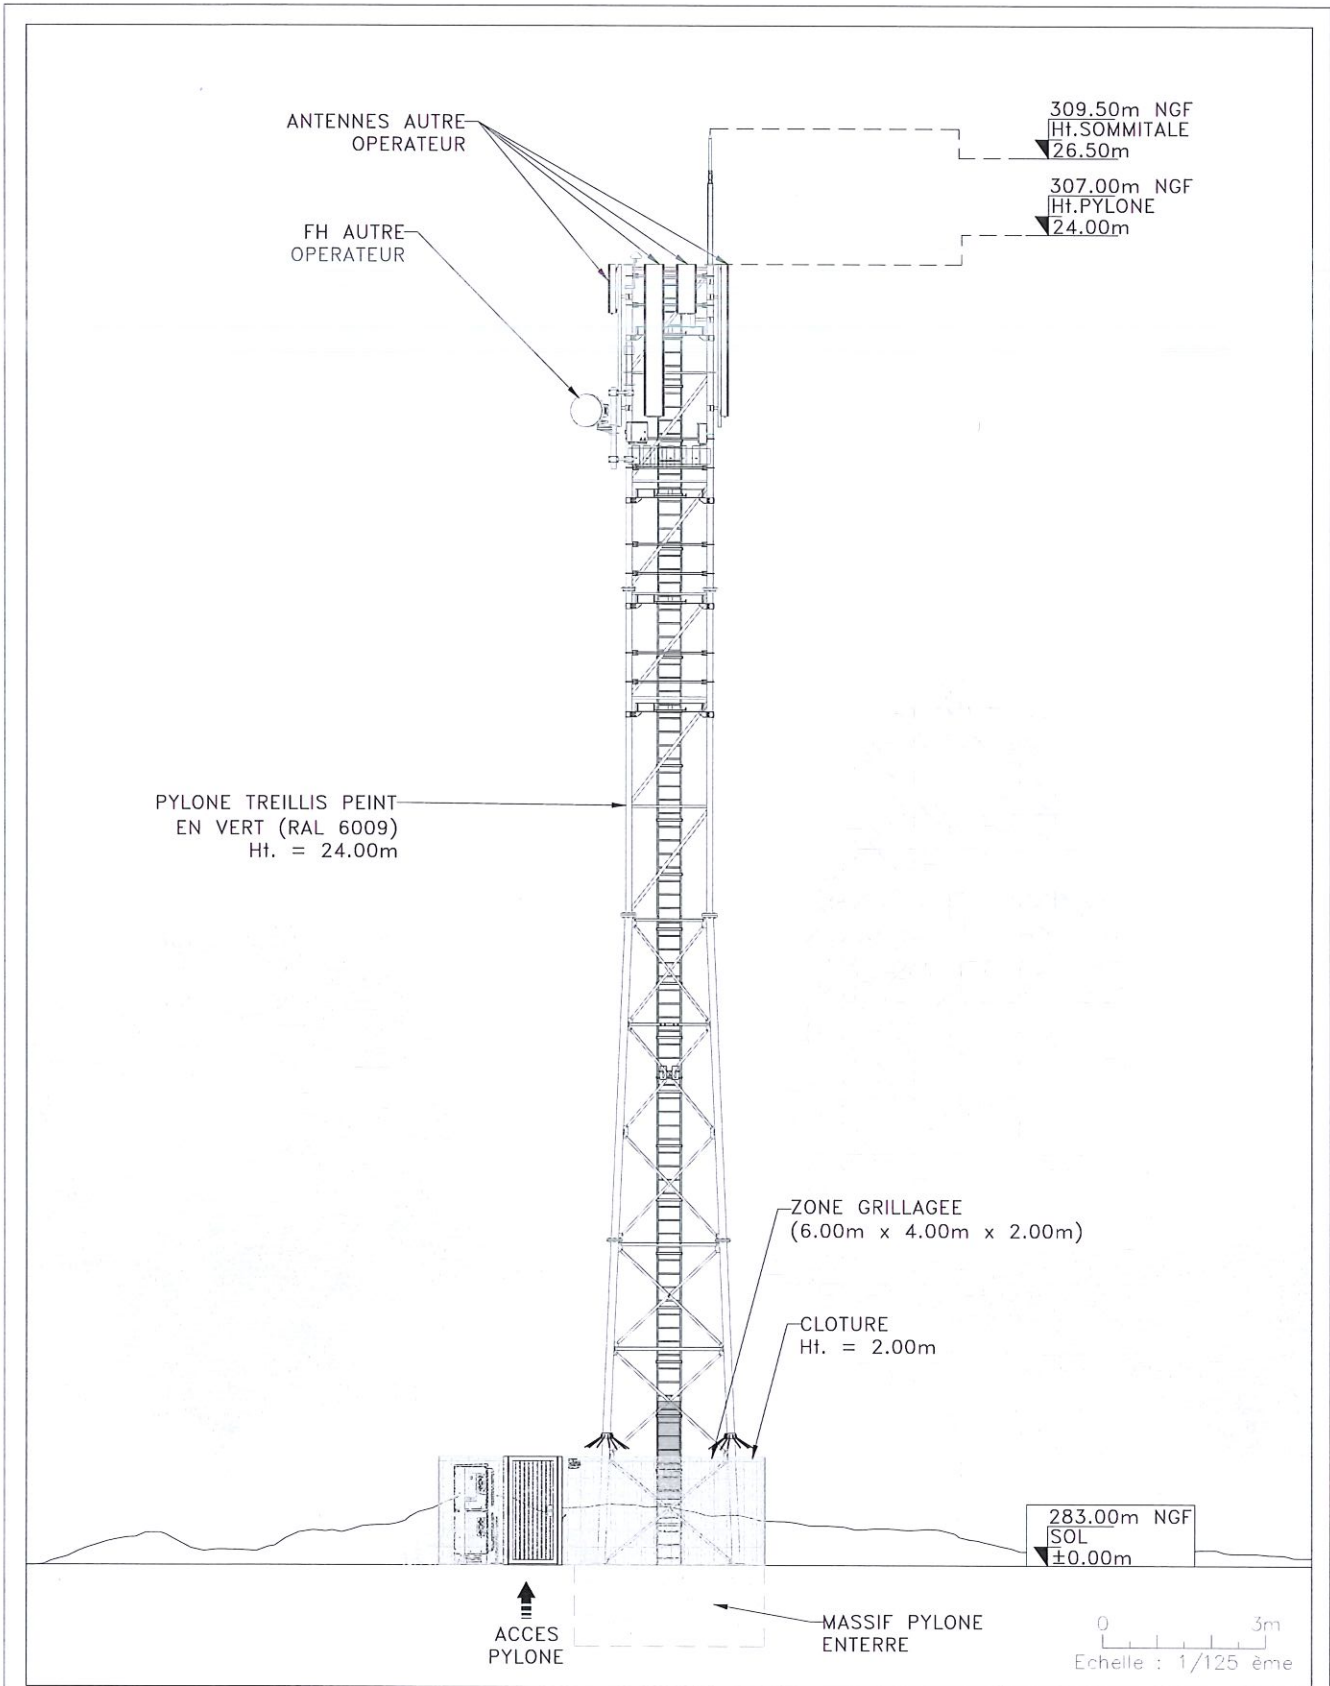 ANTENNES AUTRE
OPERATEUR
FH AUTRE
OPERATEUR
309.50m NGF
Ht.SOMMITALE
26.50m
307.00m NGF
Ht.PYLONE
24.00m
PYLONE TREILLIS PEINT
EN VERT (RAL 6009)
Ht. = 24.00m
ZONE GRILLAGEE
(6.00m x 4.00m x 2.00m)
CLOTURE
Ht. = 2.00m
283.00m NGF
SOL
±0.00m
ACCES
PYLONE
MASSIF PYLONE
ENTERRE
0 3m
Echelle : 1/125 ème